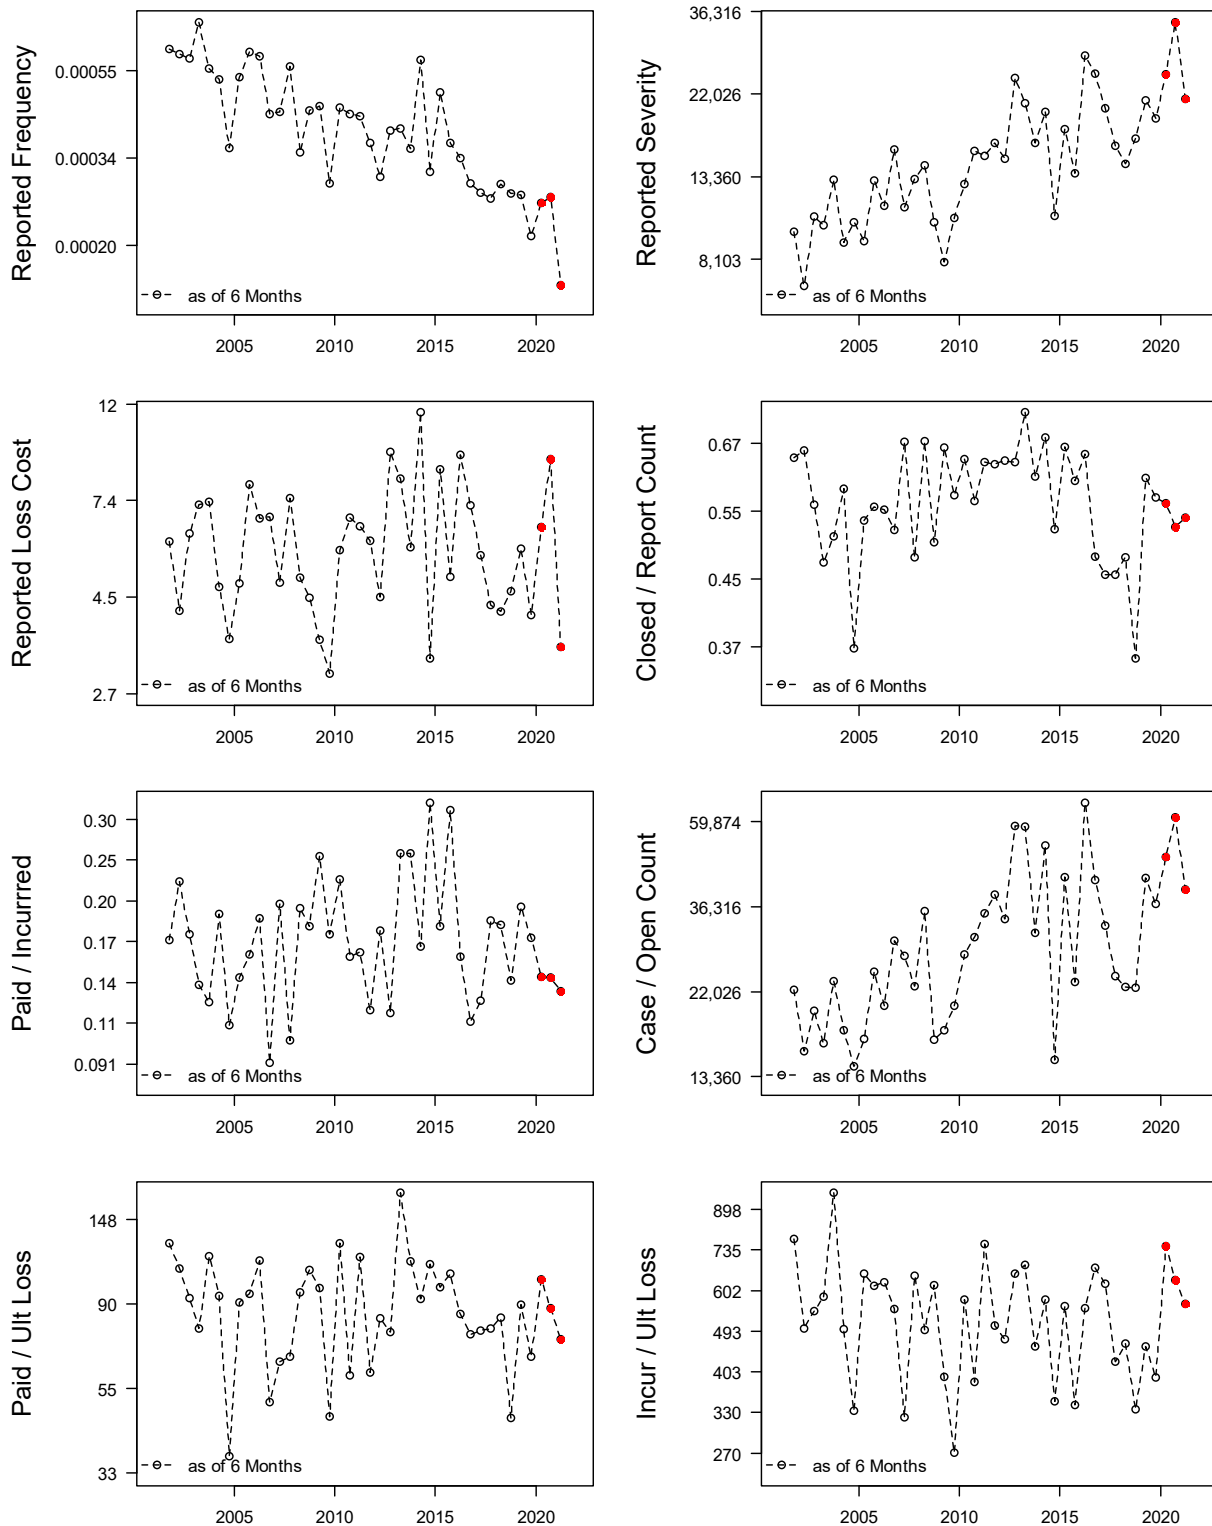 Reported Frequency
0.00055
0.00034
0.00020
as of 6 Months
2005 2010 2015 2020
Reported Severity
36,316
22,026
13,360
8,103
as of 6 Months
2005 2010 2015 2020
Reported Loss Cost
12
7.4
4.5
2.7
as of 6 Months
2005 2010 2015 2020
Closed / Report Count
0.67
0.55
0.45
0.37
as of 6 Months
2005 2010 2015 2020
Paid / Incurrred
0.30
0.25
0.20
0.17
0.14
0.11
0.091
as of 6 Months
2005 2010 2015 2020
Case / Open Count
59,874
36,316
22,026
13,360
as of 6 Months
2005 2010 2015 2020
Paid / Ult Loss
148
90
55
33
as of 6 Months
2005 2010 2015 2020
Incur / Ult Loss
898
735
602
493
403
330
270
as of 6 Months
2005 2010 2015 2020